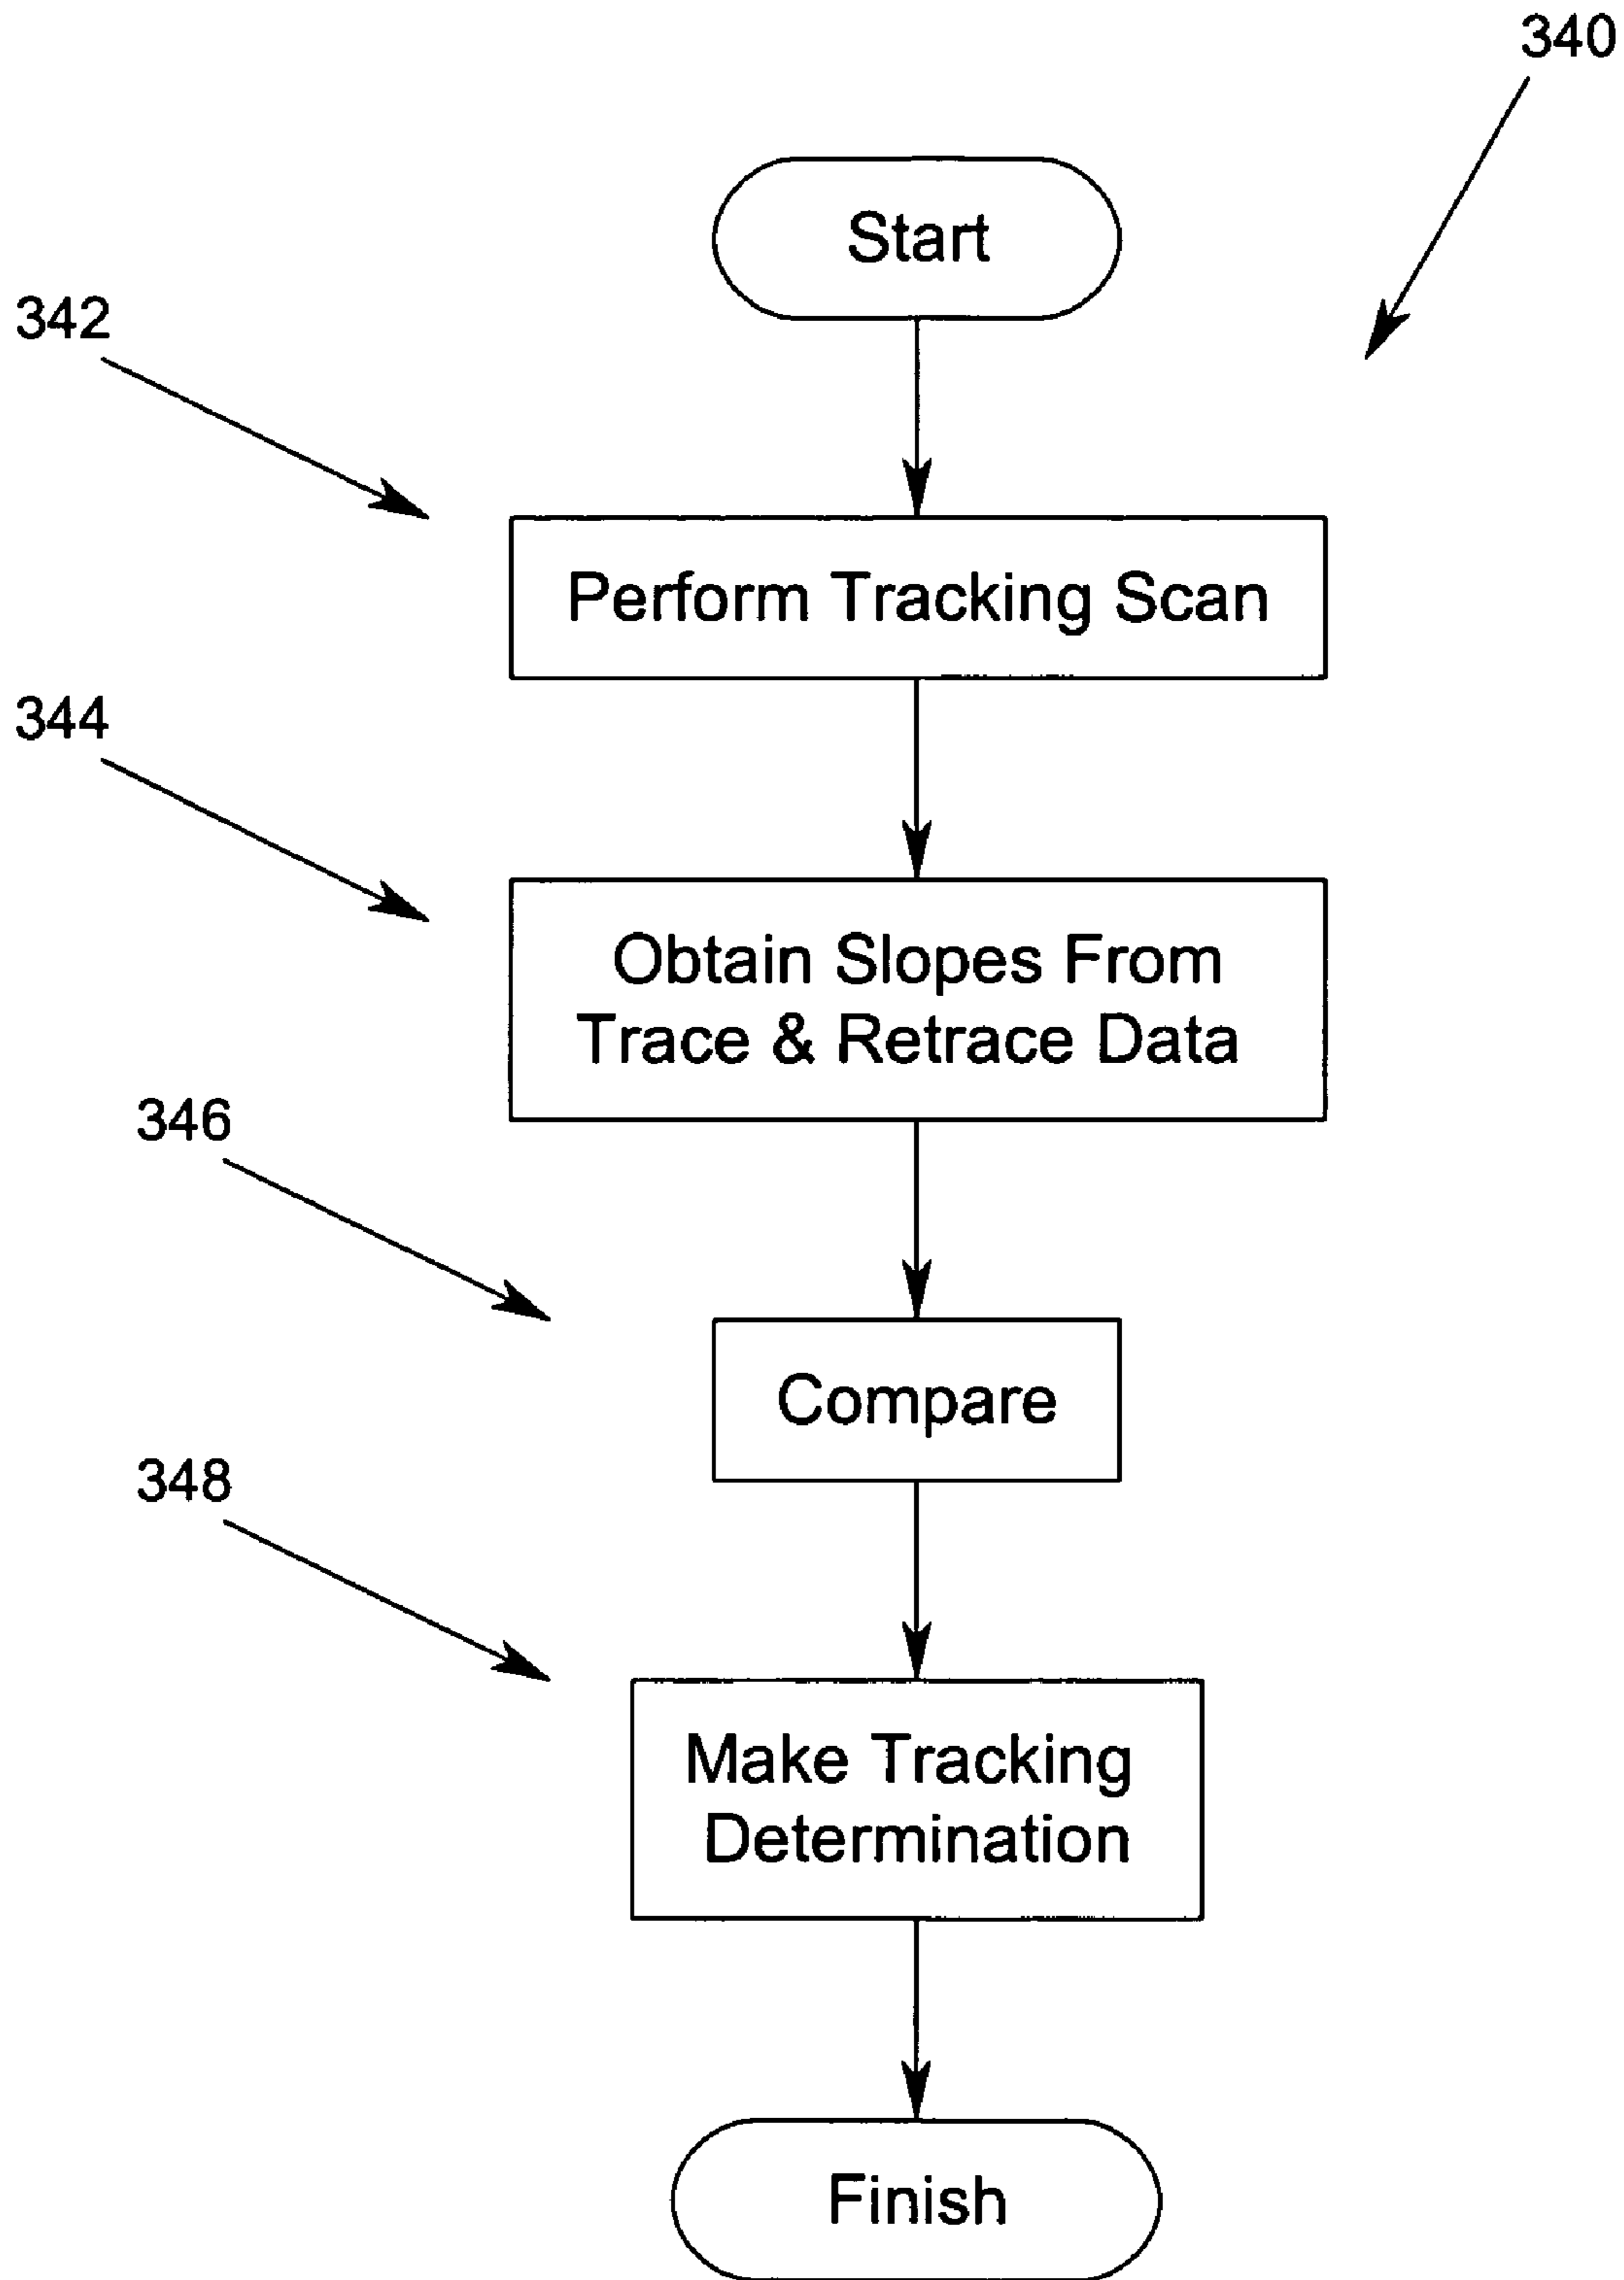 340
Start
342
Perform Tracking Scan
344
Obtain Slopes From
Trace & Retrace Data
346
Compare
348
Make Tracking
Determination
Finish